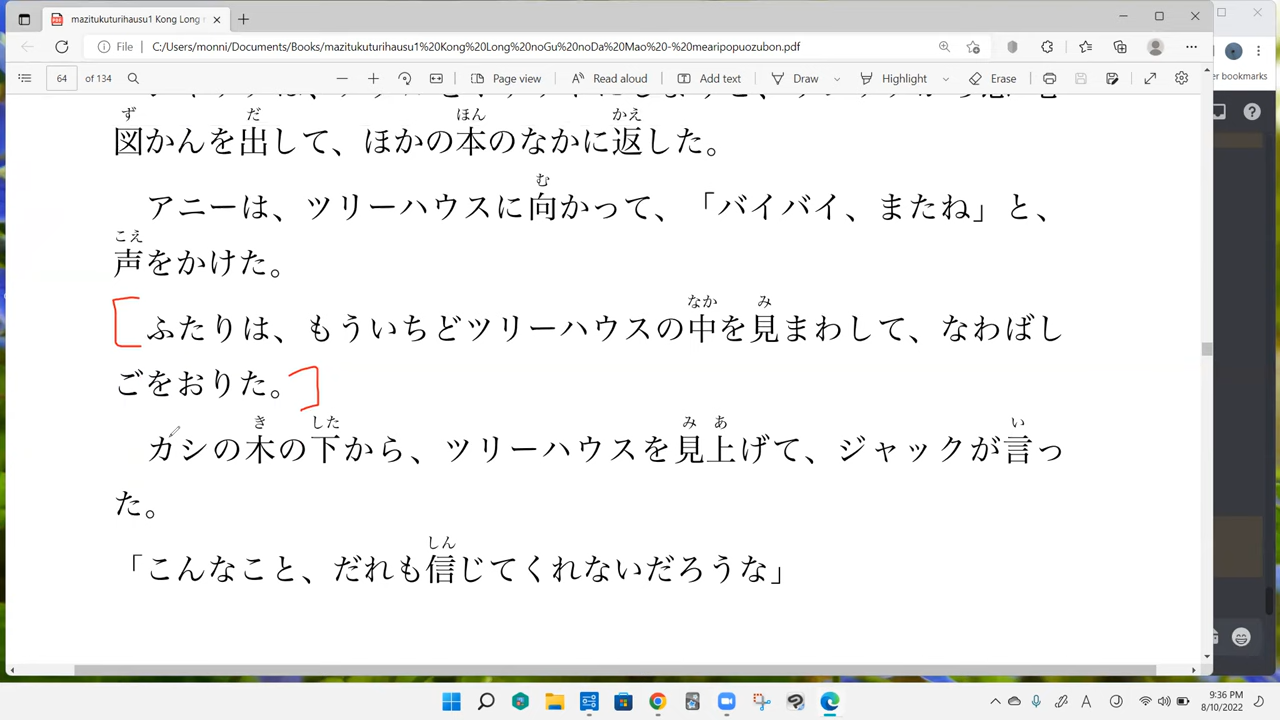 mazitukuturihausu1 Kong Long
File
C:/Users/monni/Documents/Books/mazitukuturihausu1%20Kong%20Long%20noGu%20noDa%20Mao%20-%20mearipopuozubon.pdf
64 of 134
Page view
Read aloud
Add text
Draw
Highlight
Erase
er bookmarks
ず だ ほん かえ
図かんを出して、ほかの本のなかに返した。
む
アニーは、ツリーハウスに向かって、「バイバイ、またね」と、
こえ
声をかけた。
なか み
ふたりは、もういちどツリーハウスの中を見まわして、なわばし
ごをおりた。
き した み あ い
カシの木の下から、ツリーハウスを見上げて、ジャックが言っ
た。
しん
「こんなこと、だれも信じてくれないだろうな」
9:36 PM
8/10/2022